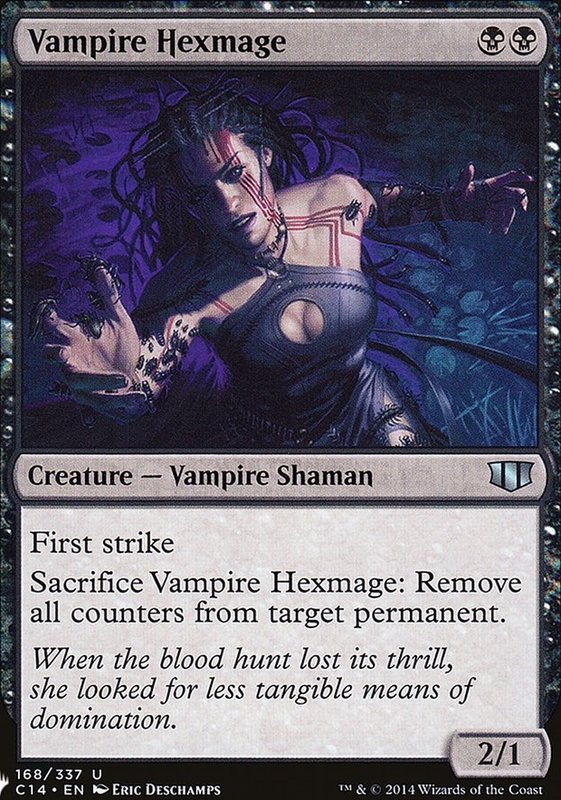 Vampire Hexmage
Creature — Vampire Shaman
First strike
Sacrifice Vampire Hexmage: Remove
all counters from target permanent.
When the blood hunt lost its thrill,
she looked for less tangible means of
domination.
2/1
168/337 U
C14 • EN Eric Deschamps
™ & © 2014 Wizards of the Coast